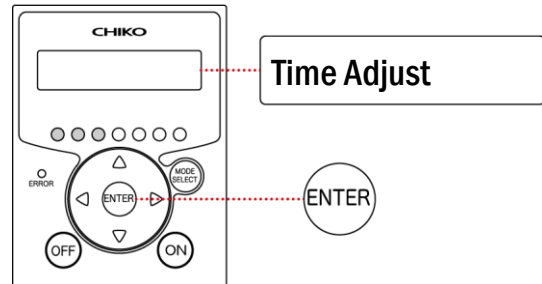 CHIKO
Time Adjust
ERROR
MODE
SELECT
ENTER
ENTER
OFF
ON